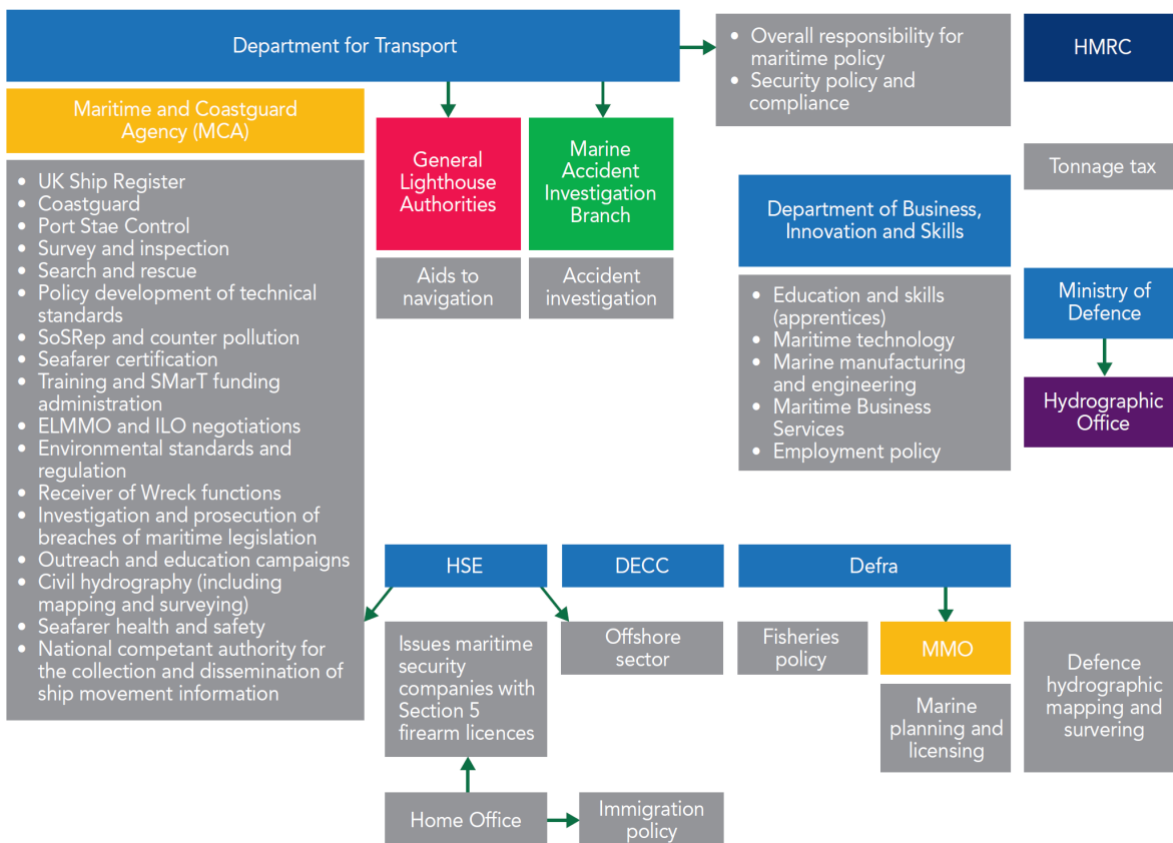 Department for Transport
• Overall responsibility for
maritime policy
• Security policy and
compliance
HMRC
Maritime and Coastguard
Agency (MCA)
General
Lighthouse
Authorities
Marine
Accident
Investigation
Branch
Tonnage tax
• UK Ship Register
• Coastguard
• Port Stae Control
• Survey and inspection
• Search and rescue
• Policy development of technical
standards
• SoSRep and counter pollution
• Seafarer certification
• Training and SMarT funding
administration
• ELMMO and ILO negotiations
• Environmental standards and
regulation
• Receiver of Wreck functions
• Investigation and prosecution of
breaches of maritime legislation
• Outreach and education campaigns
• Civil hydrography (including
mapping and surveying)
• Seafarer health and safety
• National competant authority for
the collection and dissemination of
ship movement information
Aids to
navigation
Accident
investigation
Department of Business,
Innovation and Skills
• Education and skills
(apprentices)
• Maritime technology
• Marine manufacturing
and engineering
• Maritime Business
Services
• Employment policy
Ministry of
Defence
Hydrographic
Office
HSE
DECC
Defra
Issues maritime
security
companies with
Section 5
firearm licences
Offshore
sector
Fisheries
policy
MMO
Marine
planning and
licensing
Defence
hydrographic
mapping and
survering
Home Office
Immigration
policy